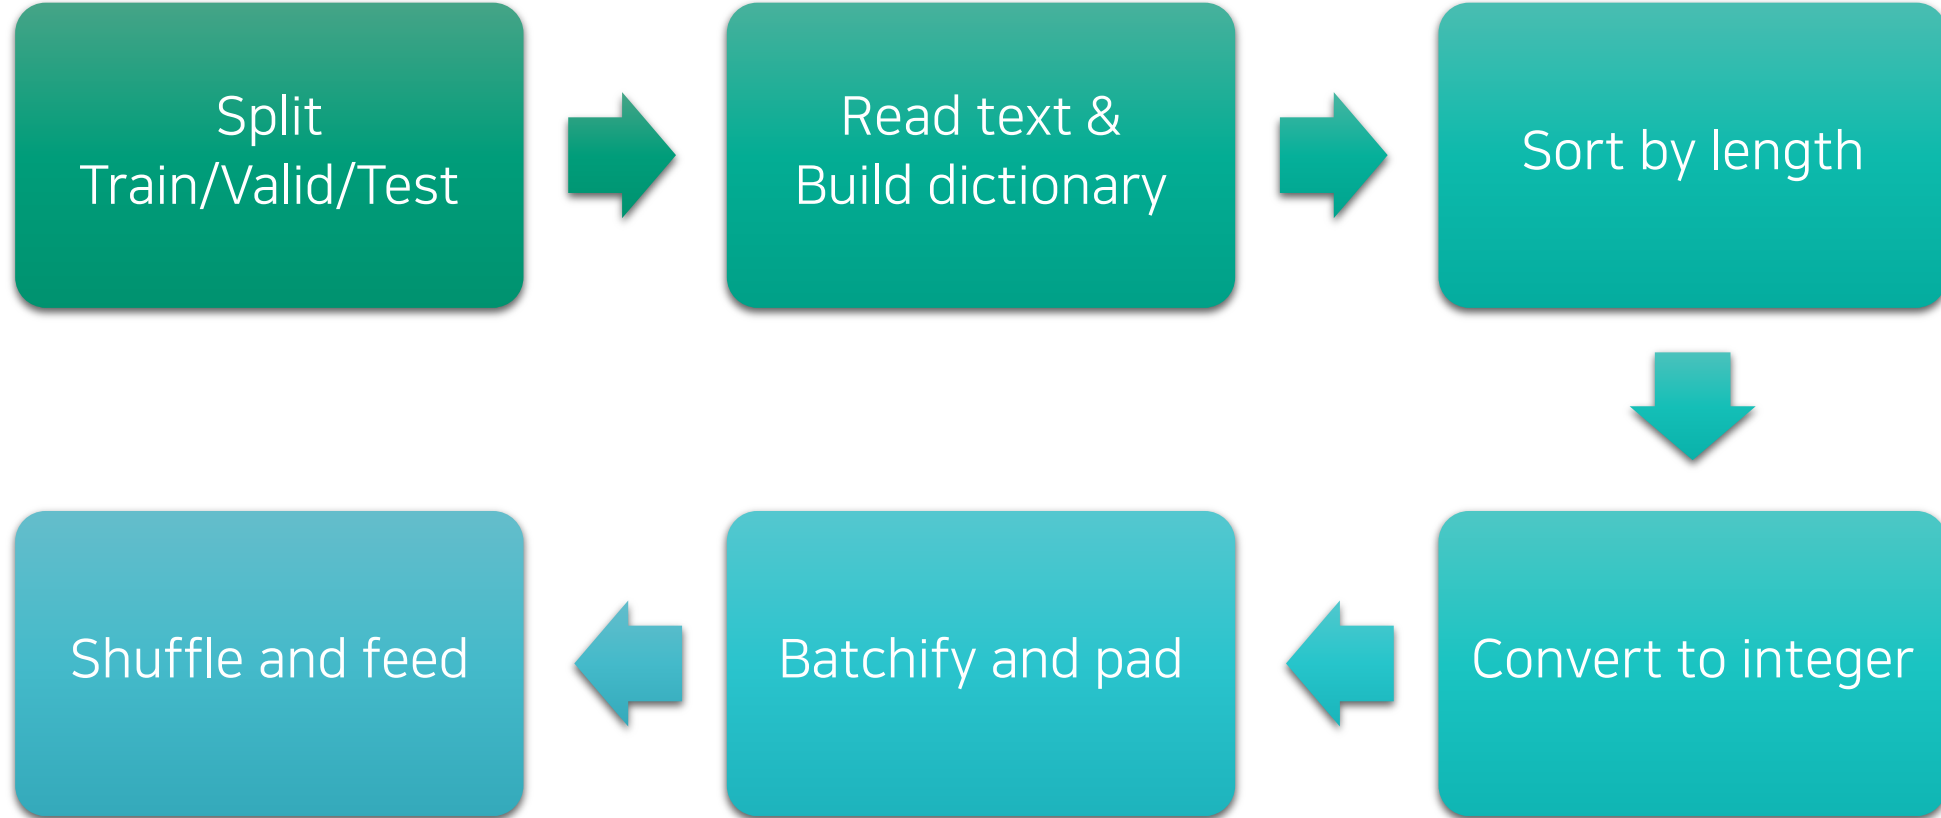 Split
Train/Valid/Test
Read text &
Build dictionary
Sort by length
Convert to integer
Batchify and pad
Shuffle and feed